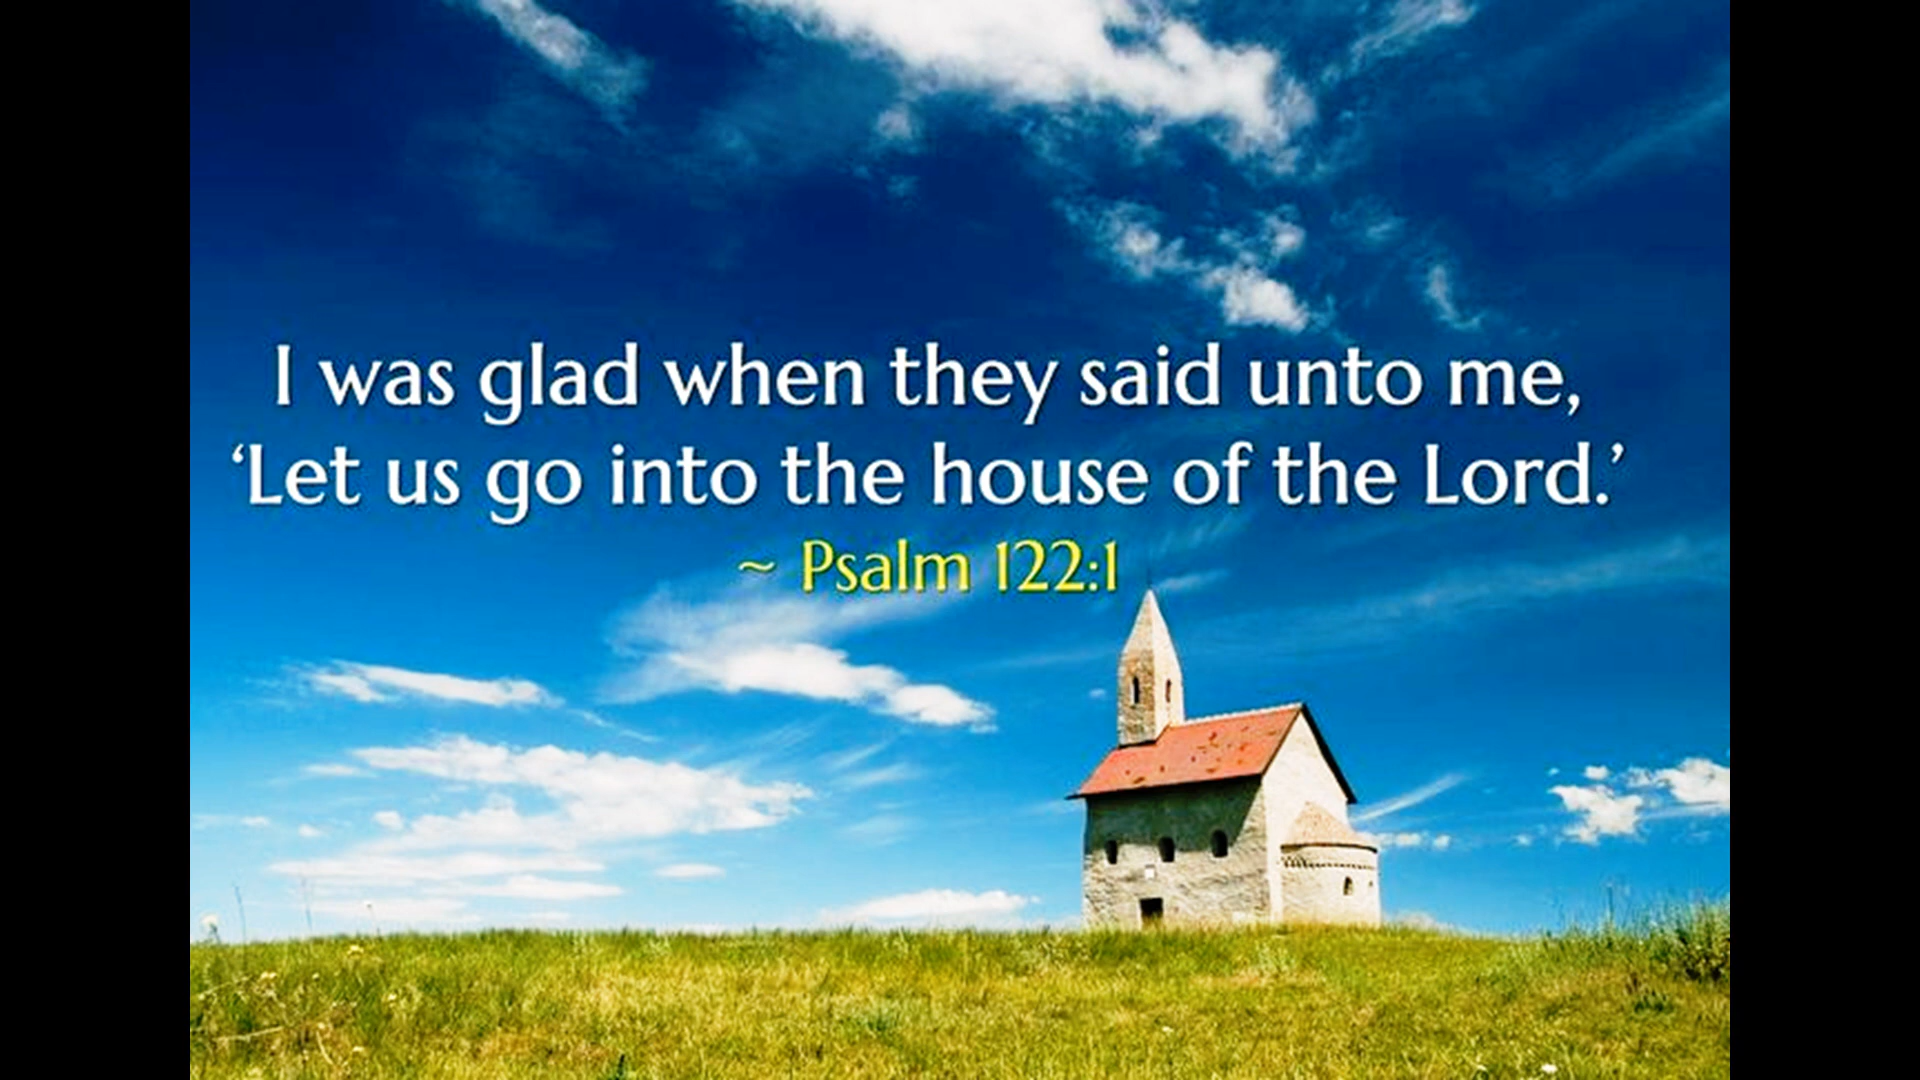 I was glad when they said unto me,
‘Let us go into the house of the Lord.’
~ Psalm 122:1